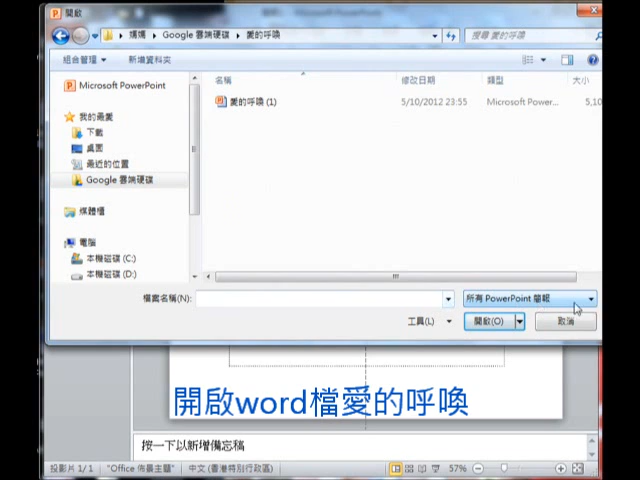 開啟
媽媽 Google 雲端硬碟 愛的呼喚
搜尋 愛的呼喚
組合管理 新增資料夾
名稱 修改日期 類型 大小
Microsoft PowerPoint
愛的呼喚 (1) 5/10/2012 23:55 Microsoft Power... 5,10
我的最愛
下載
桌面
最近的位置
Google 雲端硬碟
媒體櫃
電腦
本機磁碟 (C:)
本機磁碟 (D:)
檔案名稱(N): 所有 PowerPoint 簡報
工具(L) 開啟(O) 取消
開啟word檔愛的呼喚
按一下以新增備忘稿
投影片 1/1 "Office 佈景主題" 中文 (香港特別行政區) 57%